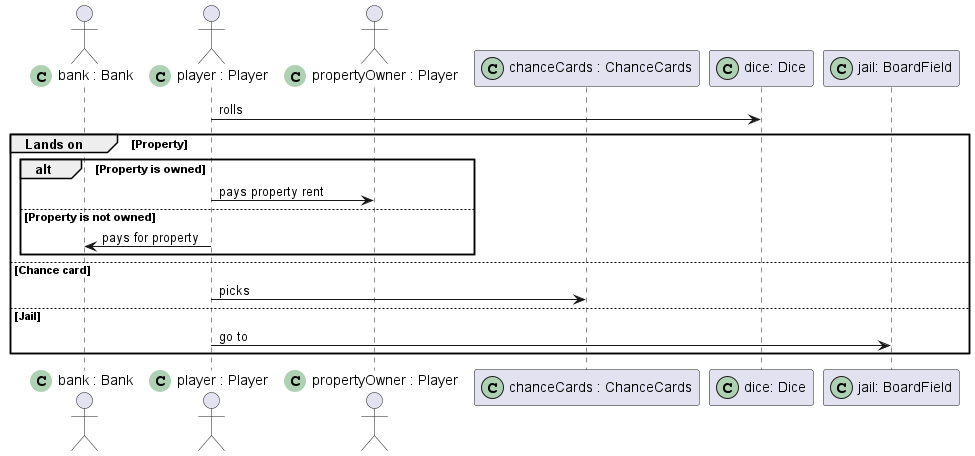 C bank : Bank C player : Player C propertyOwner : Player C chanceCards : ChanceCards C dice: Dice C jail: BoardField
rolls
Lands on [Property]
alt [Property is owned]
pays property rent
[Property is not owned]
pays for property
[Chance card]
picks
[Jail]
go to
C bank : Bank C player : Player C propertyOwner : Player C chanceCards : ChanceCards C dice: Dice C jail: BoardField